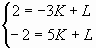 2 = −3K + L
−2 = 5K + L